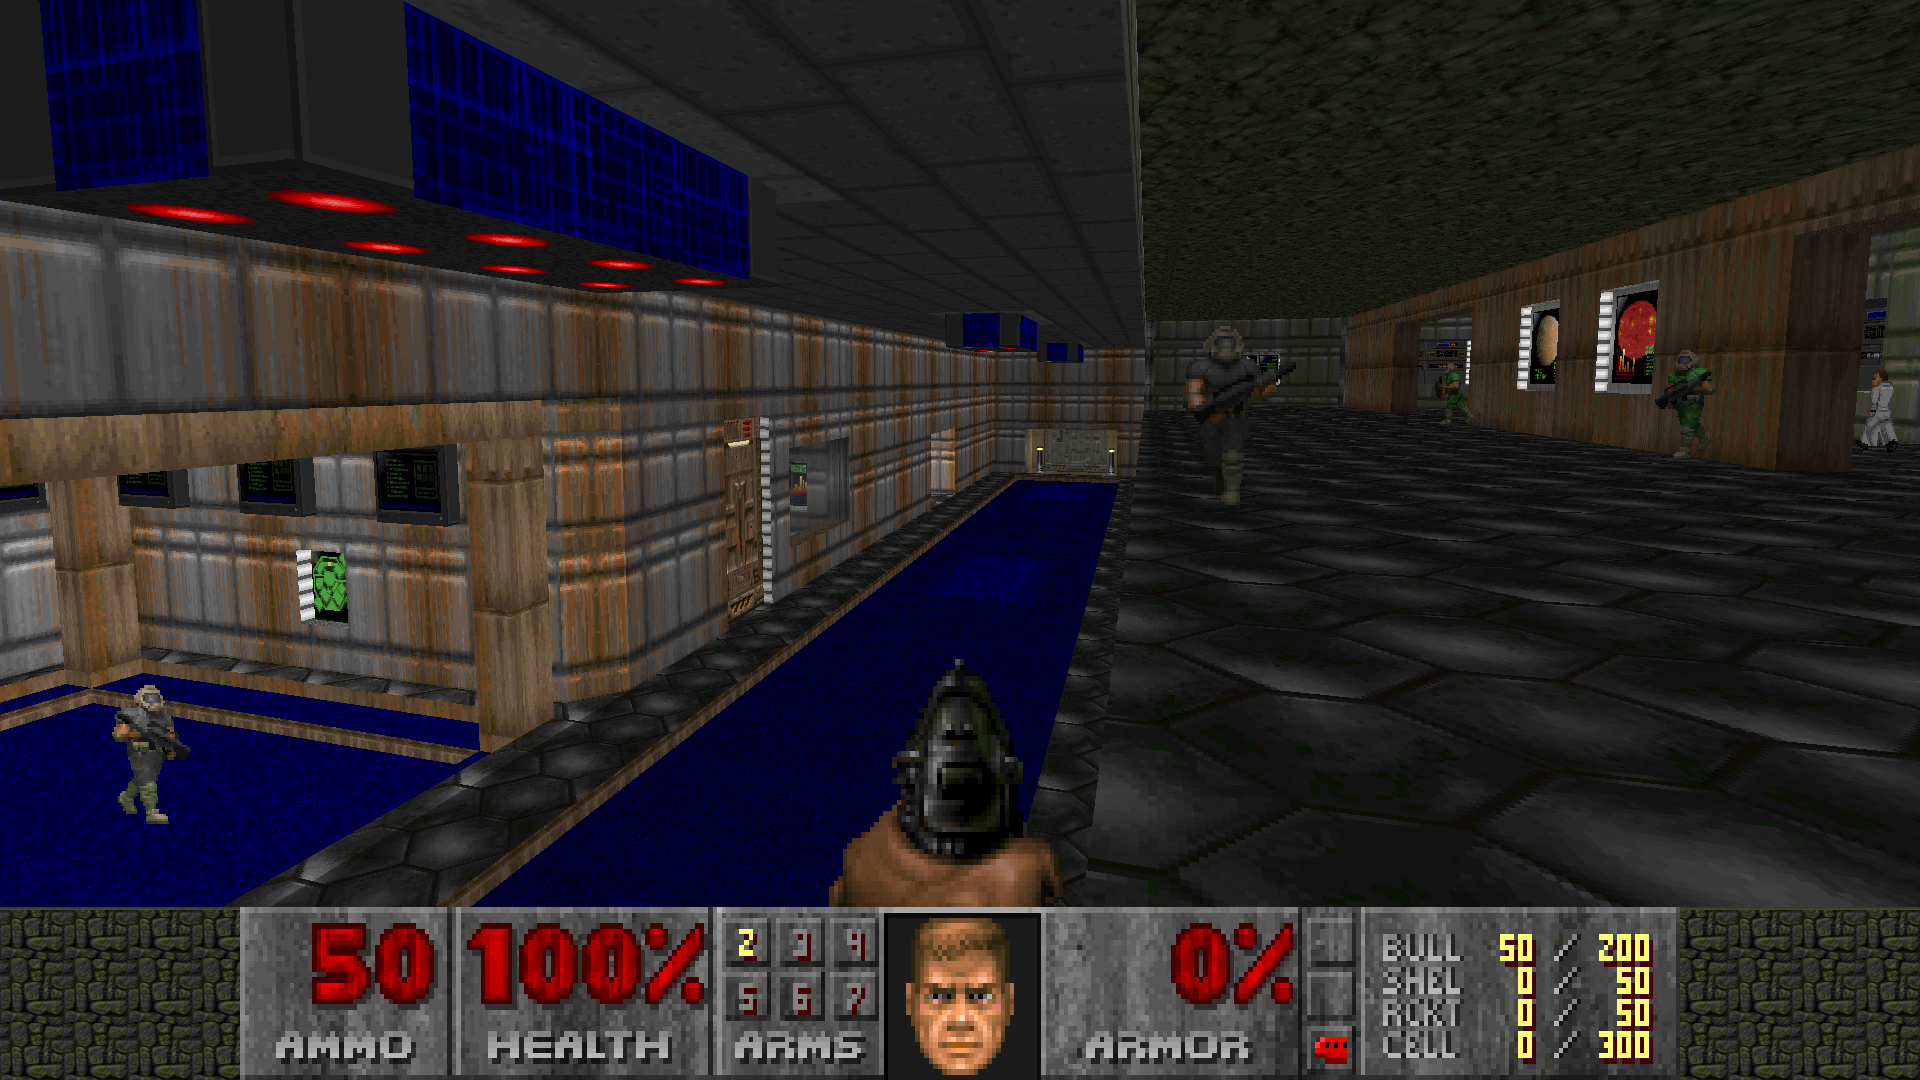 50
AMMO
100%
HEALTH
2 3 4
5 6 7
ARMS
0%
ARMOR
BULL 50 / 200
SHEL 0 / 50
RCKT 0 / 50
CELL 0 / 300